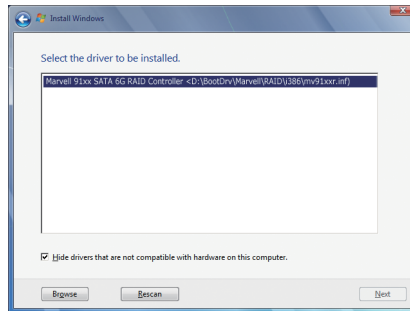 Install Windows
Select the driver to be installed.
Marvell 91xx SATA 6G RAID Controller <D:\BootDrv\Marvell\RAID\i386\mv91xxr.inf)
Hide drivers that are not compatible with hardware on this computer.
Browse
Rescan
Next